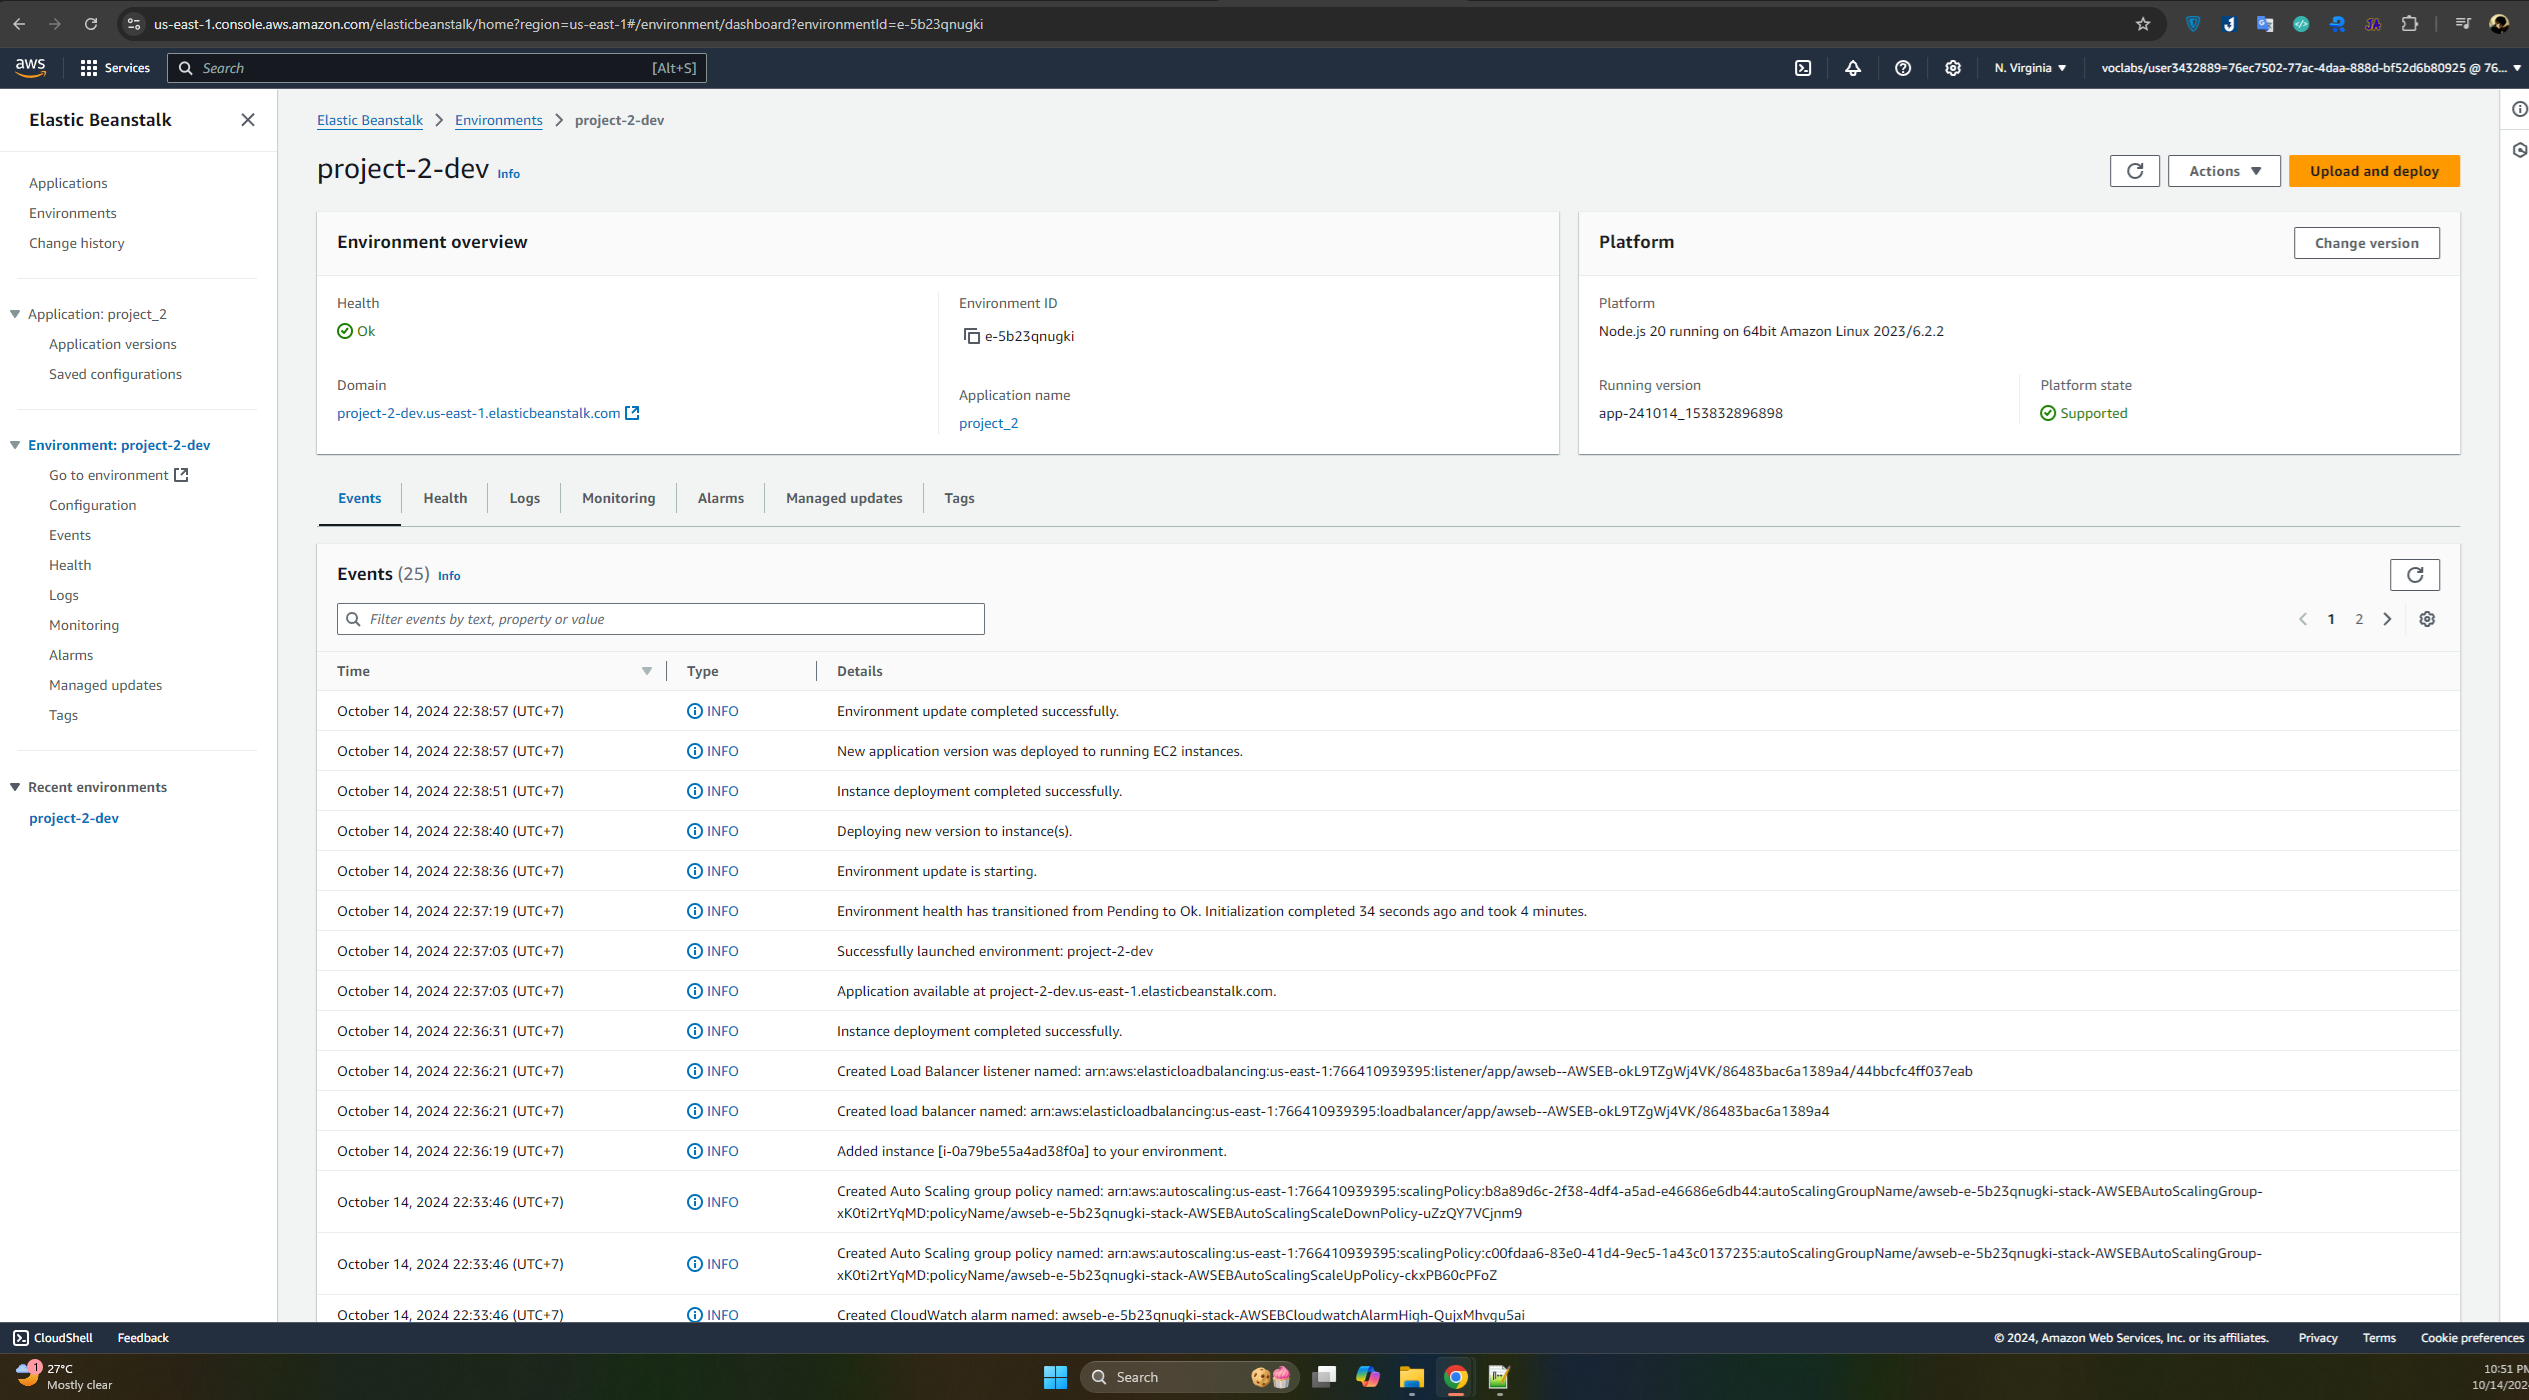 us-east-1.console.aws.amazon.com/elasticbeanstalk/home?region=us-east-1#/environment/dashboard?environmentId=e-5b23qnugki
aws
Services
Search
[Alt+S]
N. Virginia
voclabs/user3432889=76ec7502-77ac-4daa-888d-bf52d6b80925 @ 76...
Elastic Beanstalk
Applications
Environments
Change history
Application: project_2
Application versions
Saved configurations
Environment: project-2-dev
Go to environment
Configuration
Events
Health
Logs
Monitoring
Alarms
Managed updates
Tags
Recent environments
project-2-dev
Elastic Beanstalk > Environments > project-2-dev
project-2-dev Info
Actions
Upload and deploy
Environment overview
Health
Ok
Domain
project-2-dev.us-east-1.elasticbeanstalk.com
Environment ID
e-5b23qnugki
Application name
project_2
Platform
Change version
Platform
Node.js 20 running on 64bit Amazon Linux 2023/6.2.2
Running version
app-241014_153832896898
Platform state
Supported
Events Health Logs Monitoring Alarms Managed updates Tags
Events (25) Info
Filter events by text, property or value
1 2
Time Type Details
October 14, 2024 22:38:57 (UTC+7) INFO Environment update completed successfully.
October 14, 2024 22:38:57 (UTC+7) INFO New application version was deployed to running EC2 instances.
October 14, 2024 22:38:51 (UTC+7) INFO Instance deployment completed successfully.
October 14, 2024 22:38:40 (UTC+7) INFO Deploying new version to instance(s).
October 14, 2024 22:38:36 (UTC+7) INFO Environment update is starting.
October 14, 2024 22:37:19 (UTC+7) INFO Environment health has transitioned from Pending to Ok. Initialization completed 34 seconds ago and took 4 minutes.
October 14, 2024 22:37:03 (UTC+7) INFO Successfully launched environment: project-2-dev
October 14, 2024 22:37:03 (UTC+7) INFO Application available at project-2-dev.us-east-1.elasticbeanstalk.com.
October 14, 2024 22:36:31 (UTC+7) INFO Instance deployment completed successfully.
October 14, 2024 22:36:21 (UTC+7) INFO Created Load Balancer listener named: arn:aws:elasticloadbalancing:us-east-1:766410939395:listener/app/awseb--AWSEB-okL9TZgWj4VK/86483bac6a1389a4/44bbcfc4ff037eab
October 14, 2024 22:36:21 (UTC+7) INFO Created load balancer named: arn:aws:elasticloadbalancing:us-east-1:766410939395:loadbalancer/app/awseb--AWSEB-okL9TZgWj4VK/86483bac6a1389a4
October 14, 2024 22:36:19 (UTC+7) INFO Added instance [i-0a79be55a4ad38f0a] to your environment.
October 14, 2024 22:33:46 (UTC+7) INFO Created Auto Scaling group policy named: arn:aws:autoscaling:us-east-1:766410939395:scalingPolicy:b8a89d6c-2f38-4df4-a5ad-e46686e6db44:autoScalingGroupName/awseb-e-5b23qnugki-stack-AWSEBAutoScalingGroup-
xK0ti2rtYqMD:policyName/awseb-e-5b23qnugki-stack-AWSEBAutoScalingScaleDownPolicy-uZzQY7VCjnm9
October 14, 2024 22:33:46 (UTC+7) INFO Created Auto Scaling group policy named: arn:aws:autoscaling:us-east-1:766410939395:scalingPolicy:c00fdaa6-83e0-41d4-9ec5-1a43c0137235:autoScalingGroupName/awseb-e-5b23qnugki-stack-AWSEBAutoScalingGroup-
xK0ti2rtYqMD:policyName/awseb-e-5b23qnugki-stack-AWSEBAutoScalingScaleUpPolicy-ckxPB60cPFoZ
October 14, 2024 22:33:46 (UTC+7) INFO Created CloudWatch alarm named: awseb-e-5b23qnugki-stack-AWSEBCloudwatchAlarmHigh-QujxMhvgu5ai
CloudShell Feedback
© 2024, Amazon Web Services, Inc. or its affiliates. Privacy Terms Cookie preferences
1
27°C
Mostly clear
Search
10:51 PM
10/14/202